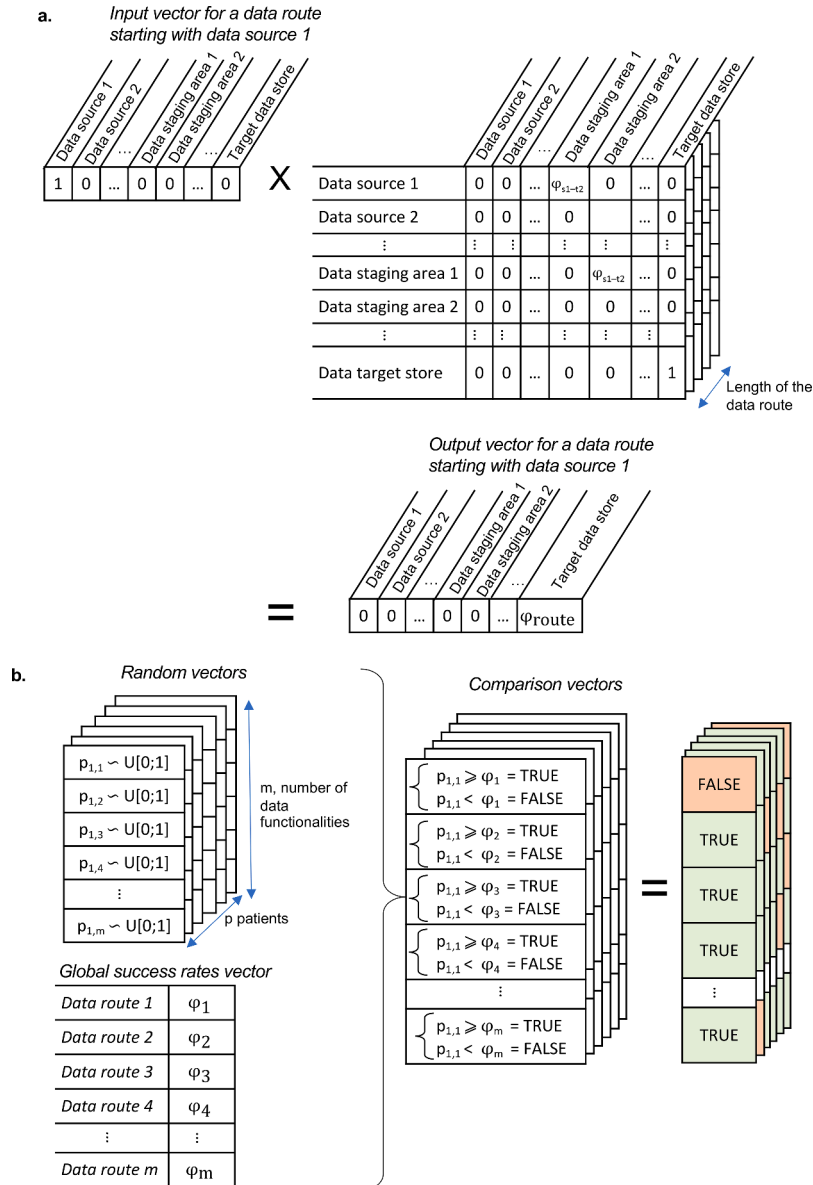 a.
Input vector for a data route
starting with data source 1
Data source 1
Data source 2
...
Data staging area 1
Data staging area 2
...
Target data store
1 0 ... 0 0 ... 0
X
Data source 1
Data source 2
...
Data staging area 1
Data staging area 2
...
Target data store
Data source 1 0 0 ... φs1–t2 0 ... 0
Data source 2 0 0 ... 0 ... 0
⋮ ⋮ ⋮ ⋮ ⋮ ⋮
Data staging area 1 0 0 ... 0 φs1–t2 ... 0
Data staging area 2 0 0 ... 0 0 ... 0
⋮ ⋮ ⋮ ⋮ ⋮ ⋮
Data target store 0 0 ... 0 0 ... 1
Length of the
data route
Output vector for a data route
starting with data source 1
Data source 1
Data source 2
...
Data staging area 1
Data staging area 2
...
Target data store
=
0 0 ... 0 0 ... φroute
b.
Random vectors
p1,1 ∽ U[0;1]
p1,2 ∽ U[0;1]
p1,3 ∽ U[0;1]
p1,4 ∽ U[0;1]
⋮
p1,m ∽ U[0;1]
m, number of
data
functionalities
p patients
Global success rates vector
Data route 1 φ1
Data route 2 φ2
Data route 3 φ3
Data route 4 φ4
⋮ ⋮
Data route m φm
Comparison vectors
p1,1 ⩾ φ1 = TRUE
p1,1 < φ1 = FALSE
p1,1 ⩾ φ2 = TRUE
p1,1 < φ2 = FALSE
p1,1 ⩾ φ3 = TRUE
p1,1 < φ3 = FALSE
p1,1 ⩾ φ4 = TRUE
p1,1 < φ4 = FALSE
⋮
p1,1 ⩾ φm = TRUE
p1,1 < φm = FALSE
=
FALSE
TRUE
TRUE
TRUE
⋮
TRUE